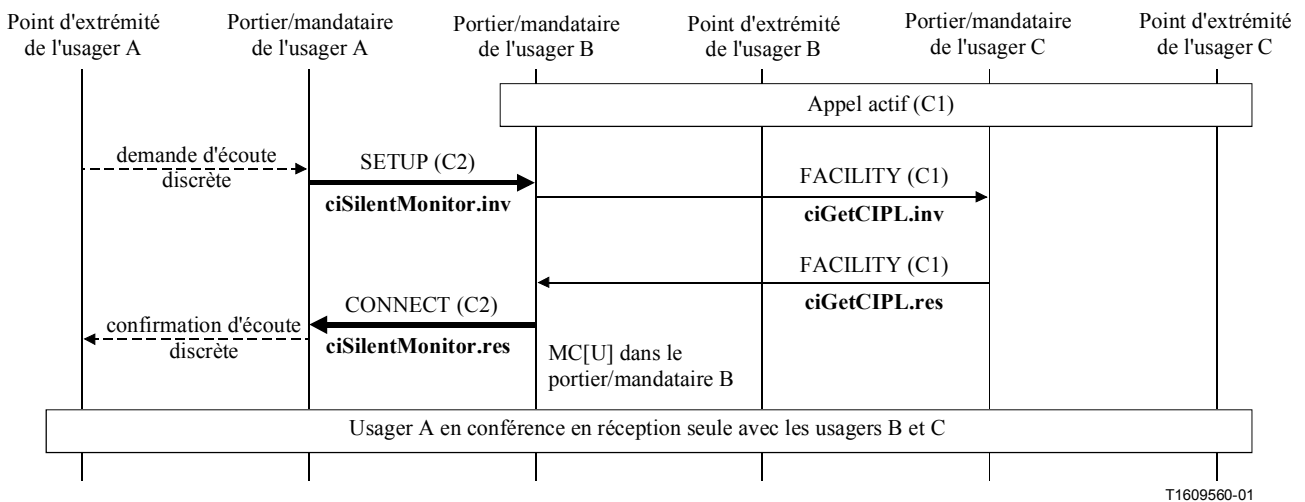 Point d'extrémité
de l'usager A
Portier/mandataire
de l'usager A
Portier/mandataire
de l'usager B
Point d'extrémité
de l'usager B
Portier/mandataire
de l'usager C
Point d'extrémité
de l'usager C
Appel actif (C1)
demande d'écoute
discrète
SETUP (C2)
ciSilentMonitor.inv
FACILITY (C1)
ciGetCIPL.inv
FACILITY (C1)
ciGetCIPL.res
CONNECT (C2)
ciSilentMonitor.res
confirmation d'écoute
discrète
MC[U] dans le
portier/mandataire B
Usager A en conférence en réception seule avec les usagers B et C
T1609560-01